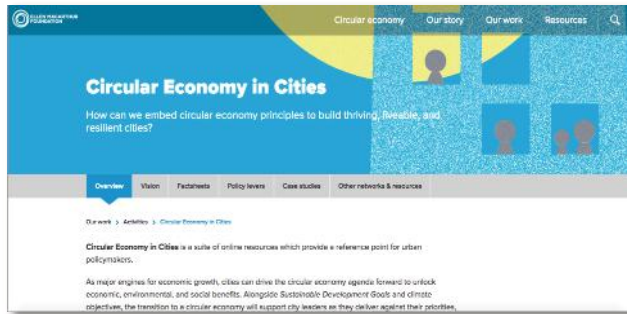 ELLEN MACARTHUR
FOUNDATION
Circular economy Our story Our work Resources
Circular Economy in Cities
How can we embed circular economy principles to build thriving, liveable, and
resilient cities?
Overview Vision Factsheets Policy levers Case studies Other networks & resources
Our work > Activities > Circular Economy in Cities
Circular Economy in Cities is a suite of online resources which provide a reference point for urban
policymakers.
As major engines for economic growth, cities can drive the circular economy agenda forward to unlock
economic, environmental, and social benefits. Alongside Sustainable Development Goals and climate
objectives, the transition to a circular economy will support city leaders as they deliver against their priorities,